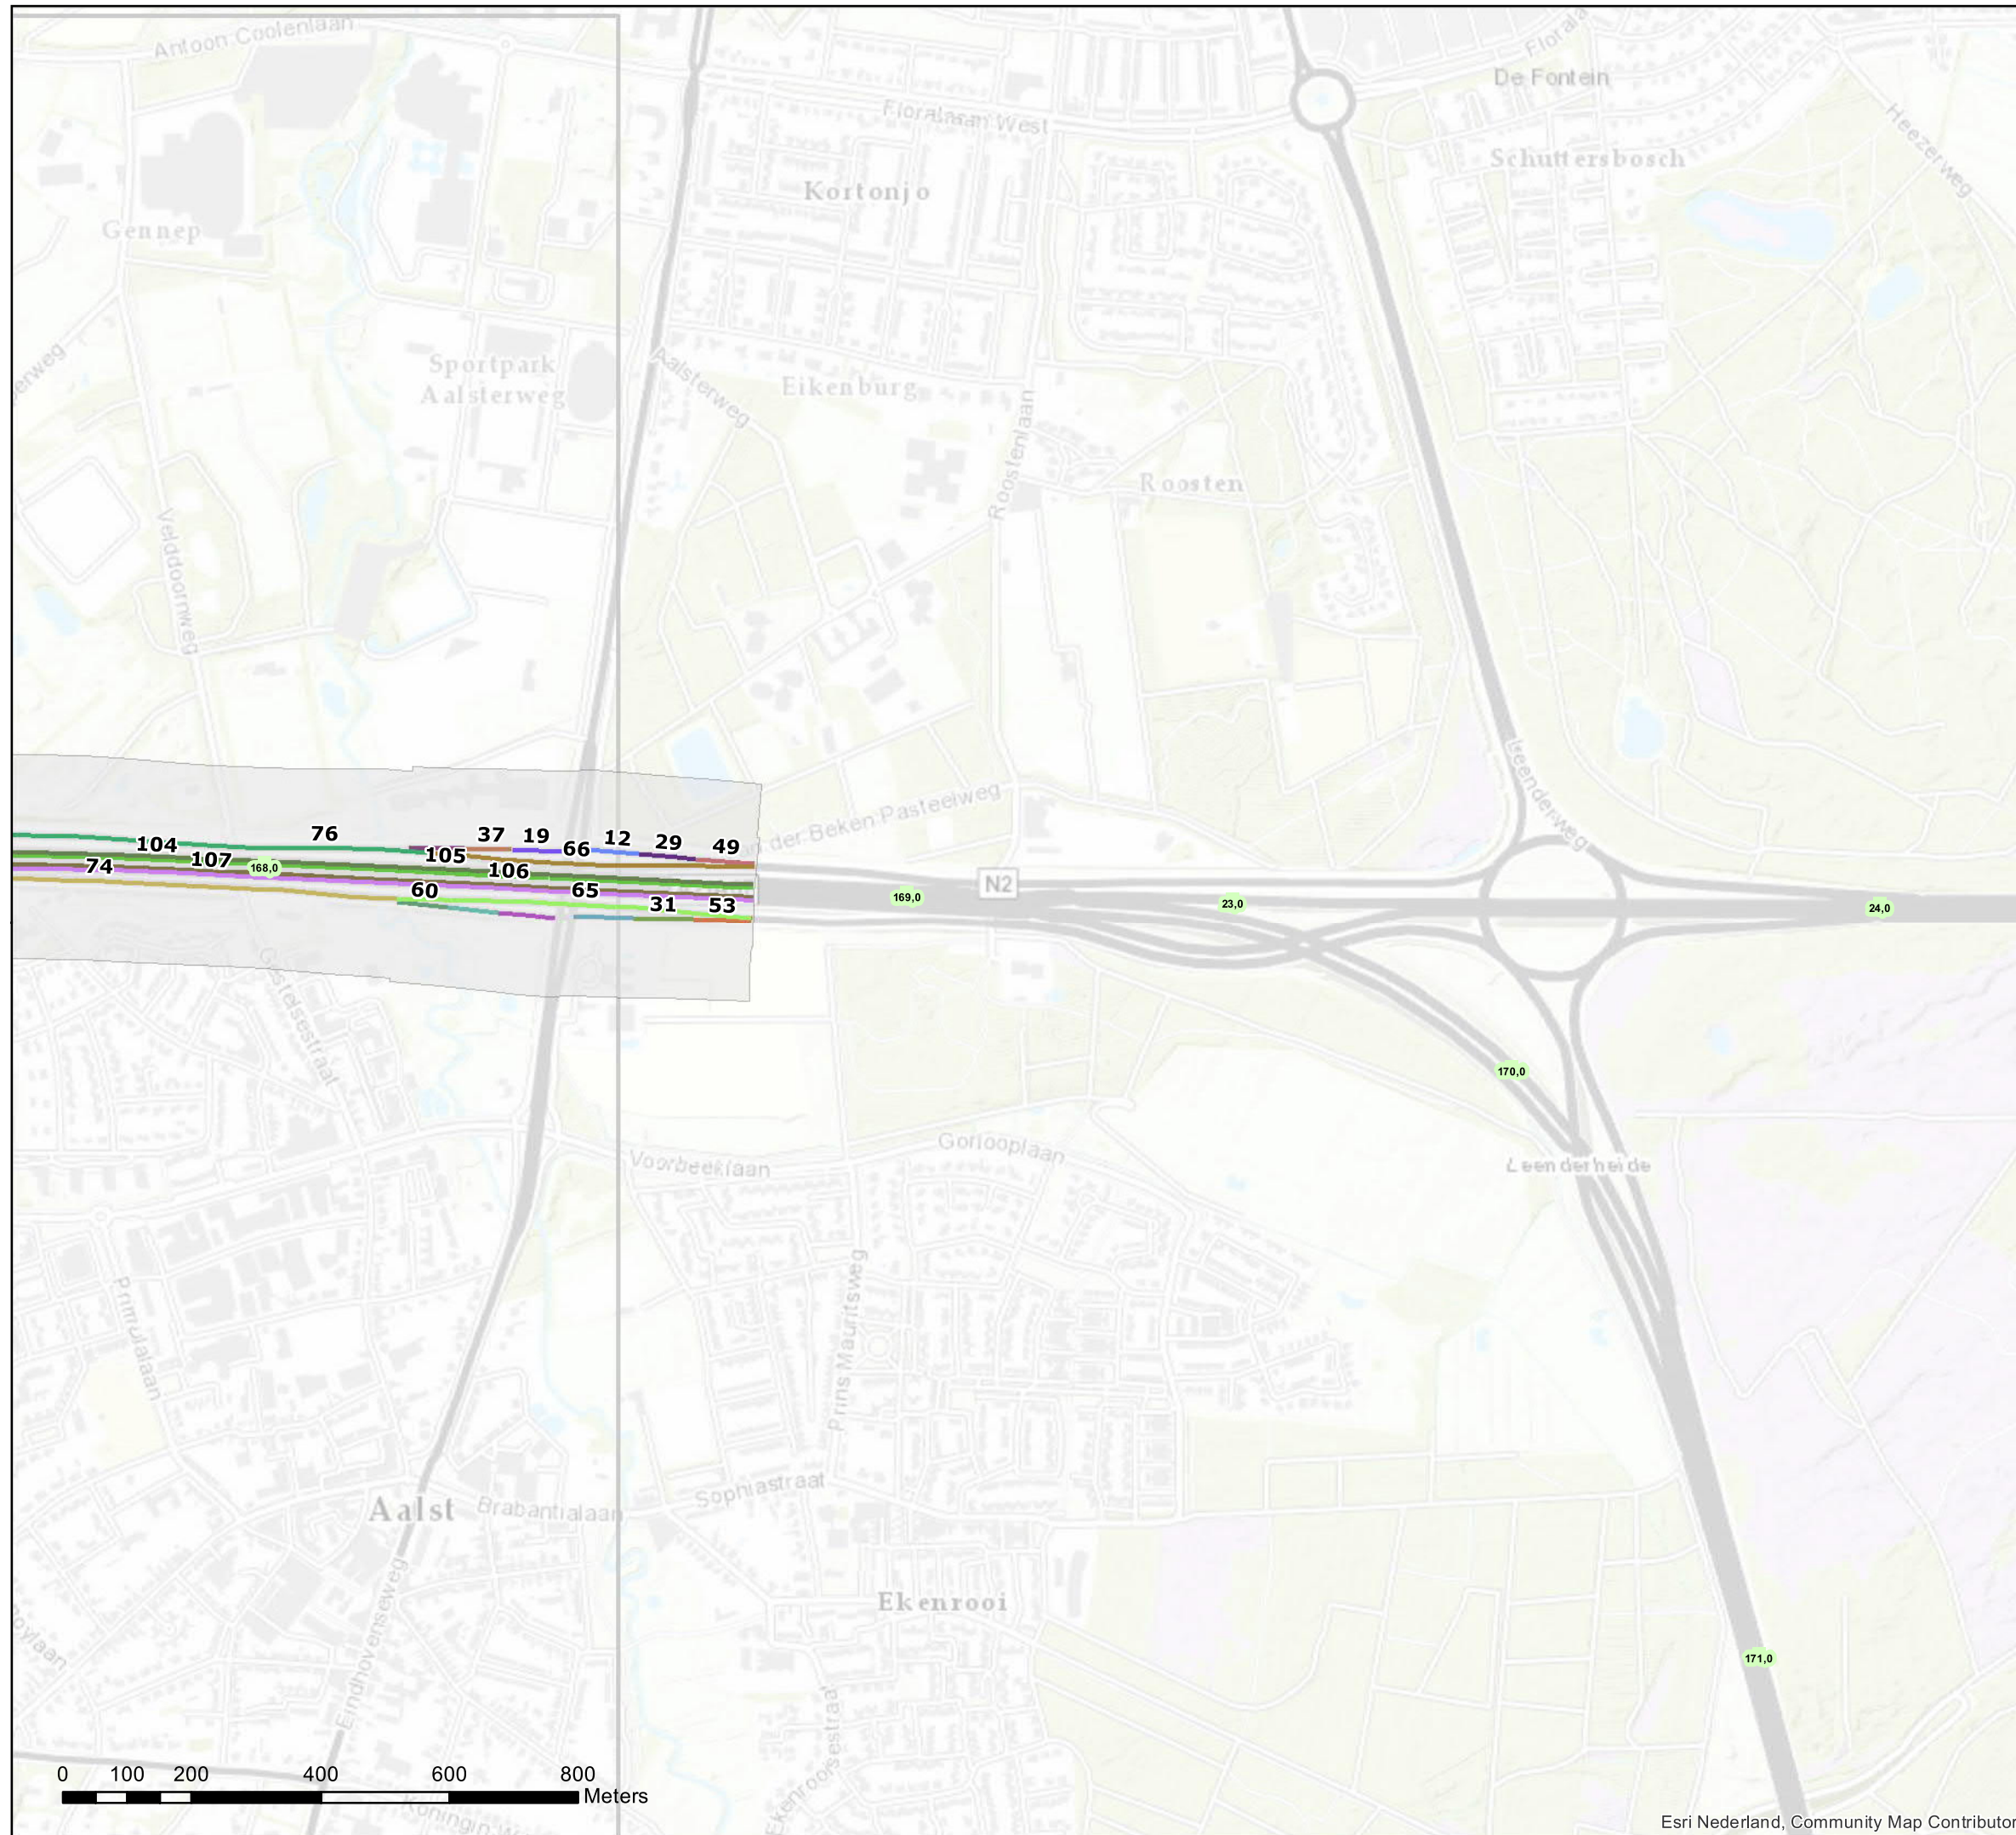 Antoon Coolenlaan
Floralaan West
De Fontein
Schuttersbosch
Heezerweg
Kortonjo
Gennep
Sportpark
Aalsterweg
Aalsterweg
Eikenburg
Roostenlaan
Roosten
Velddoornweg
Leenderweg
der Beken Pasteelweg
104
76
37
19
66
12
29
49
74
107
168,0
105
106
60
65
31
53
N2
169,0
23,0
24,0
170,0
Gestelsestraat
Voorbeeklaan
Gorlooplaan
Leenderheide
Primulalaan
Prins Mauritsweg
Aalst
Brabantialaan
Sophiastraat
Eindhovenseweg
Ekenrooi
171,0
Ekenrooisestraat
0 100 200 400 600 800
Meters
Esri Nederland, Community Map Contributor